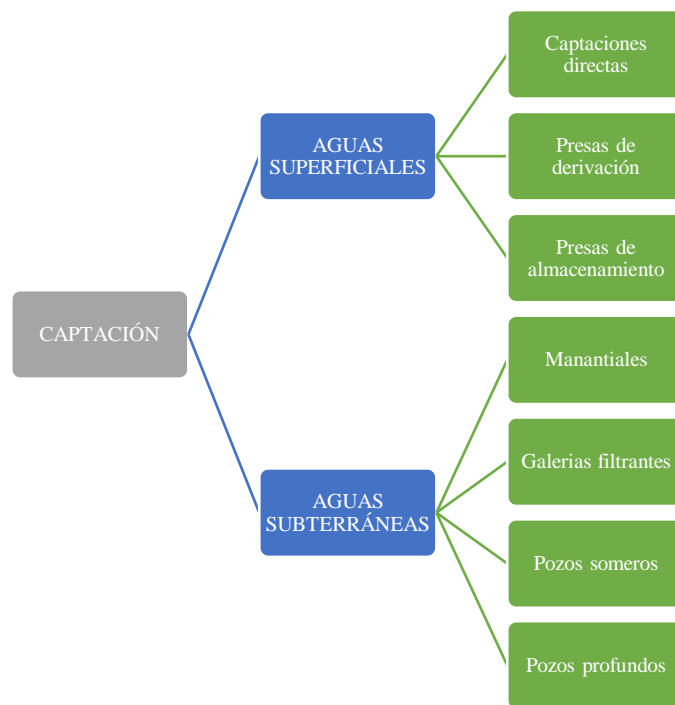 CAPTACIÓN
AGUAS
SUPERFICIALES
Captaciones
directas
Presas de
derivación
Presas de
almacenamiento
AGUAS
SUBTERRÁNEAS
Manantiales
Galerias filtrantes
Pozos someros
Pozos profundos